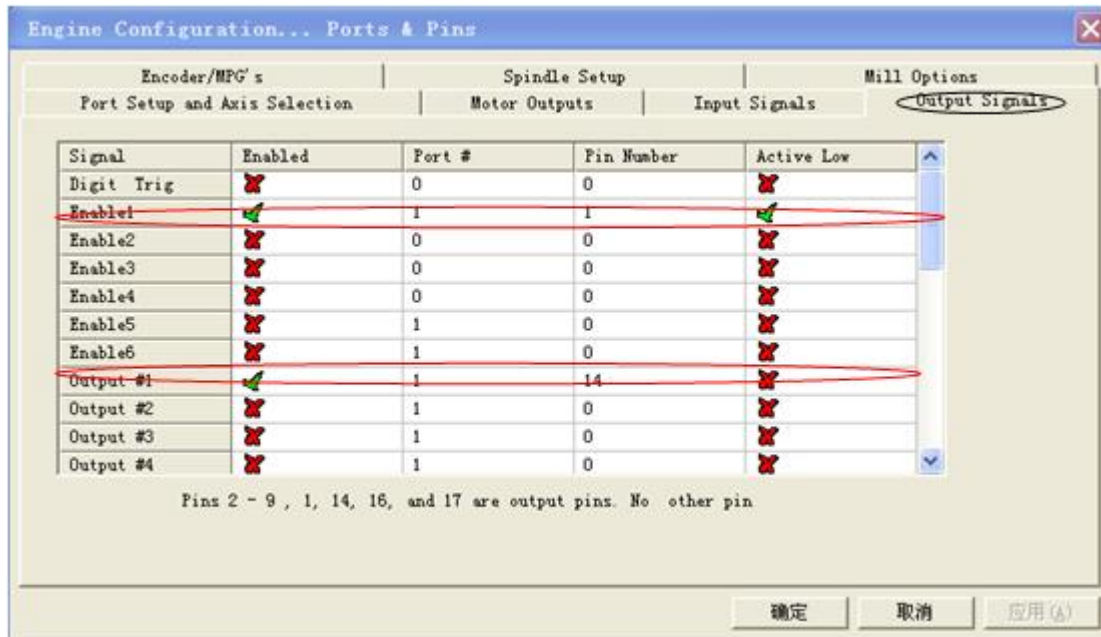 Engine Configuration... Ports & Pins
Encoder/MPG's Spindle Setup Mill Options
Port Setup and Axis Selection Motor Outputs Input Signals Output Signals
Signal Enabled Port # Pin Number Active Low
Digit Trig 0 0
Enable1 1 1
Enable2 0 0
Enable3 0 0
Enable4 0 0
Enable5 1 0
Enable6 1 0
Output #1 1 14
Output #2 1 0
Output #3 1 0
Output #4 1 0
Pins 2 - 9 , 1, 14, 16, and 17 are output pins. No other pin
确定 取消 应用(A)